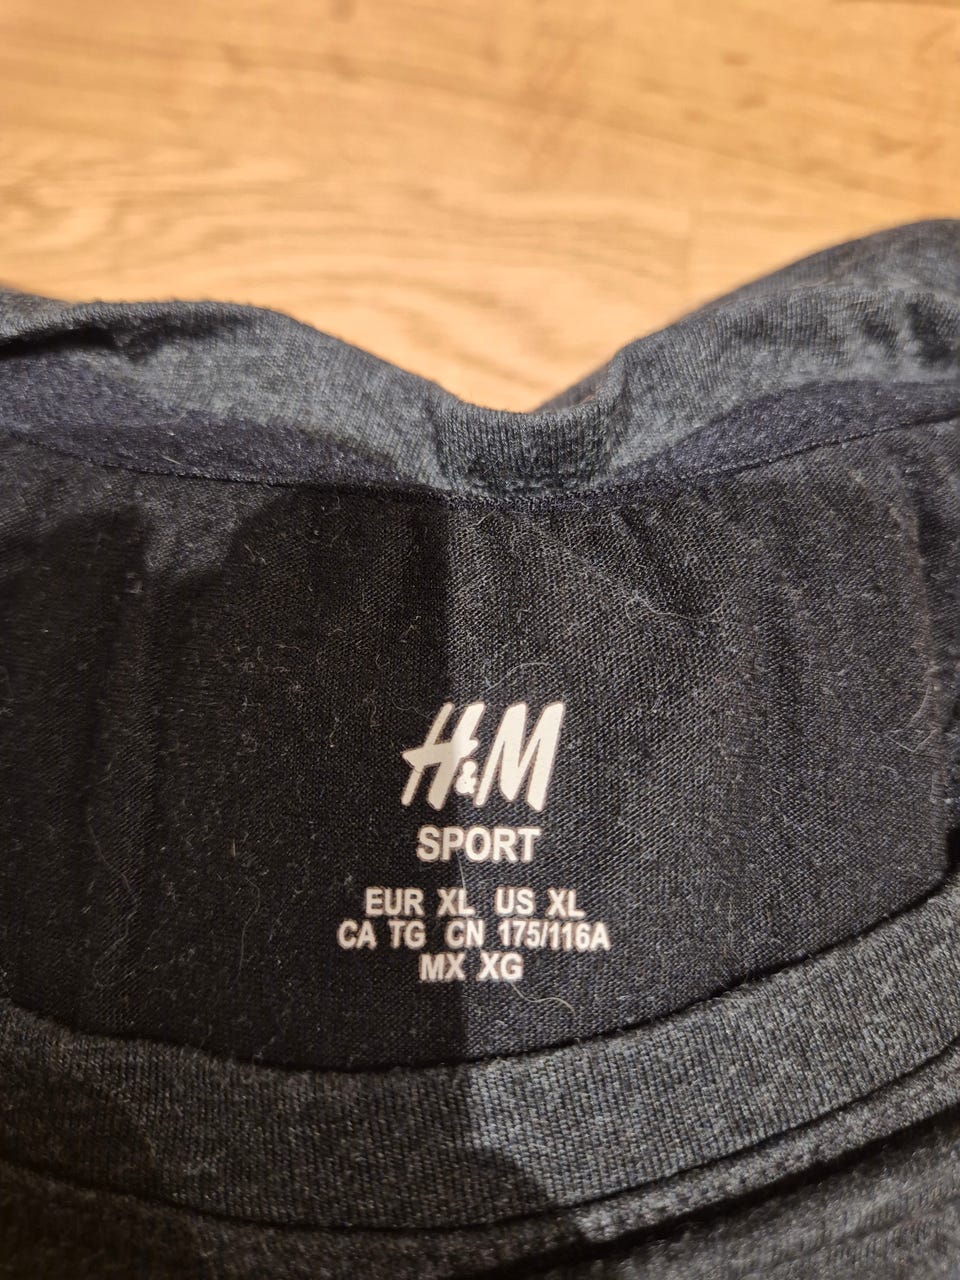 H&M
SPORT
EUR XL US XL
CA TG CN 175/116A
MX XG